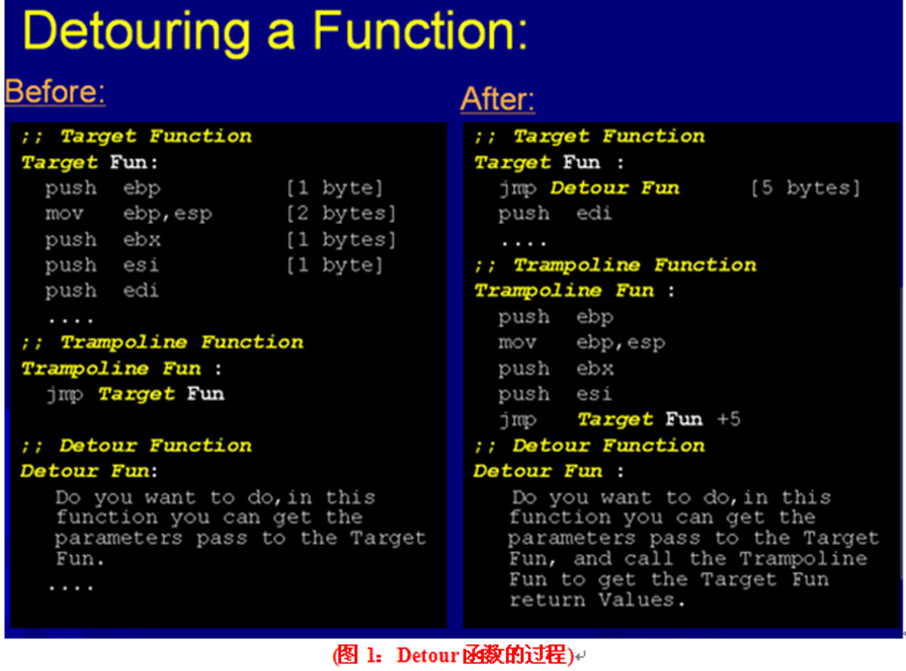 Detouring a Function:
Before:
;; Target Function
Target Fun:
push ebp [1 byte]
mov ebp,esp [2 bytes]
push ebx [1 bytes]
push esi [1 byte]
push edi
....
;; Trampoline Function
Trampoline Fun :
jmp Target Fun
;; Detour Function
Detour Fun:
Do you want to do,in this
function you can get the
parameters pass to the Target
Fun.
....
After:
;; Target Function
Target Fun :
jmp Detour Fun [5 bytes]
push edi
....
;; Trampoline Function
Trampoline Fun :
push ebp
mov ebp,esp
push ebx
push esi
jmp Target Fun +5
;; Detour Function
Detour Fun :
Do you want to do,in this
function you can get the
parameters pass to the Target
Fun, and call the Trampoline
Fun to get the Target Fun
return Values.
(图 1：Detour 函数的过程)